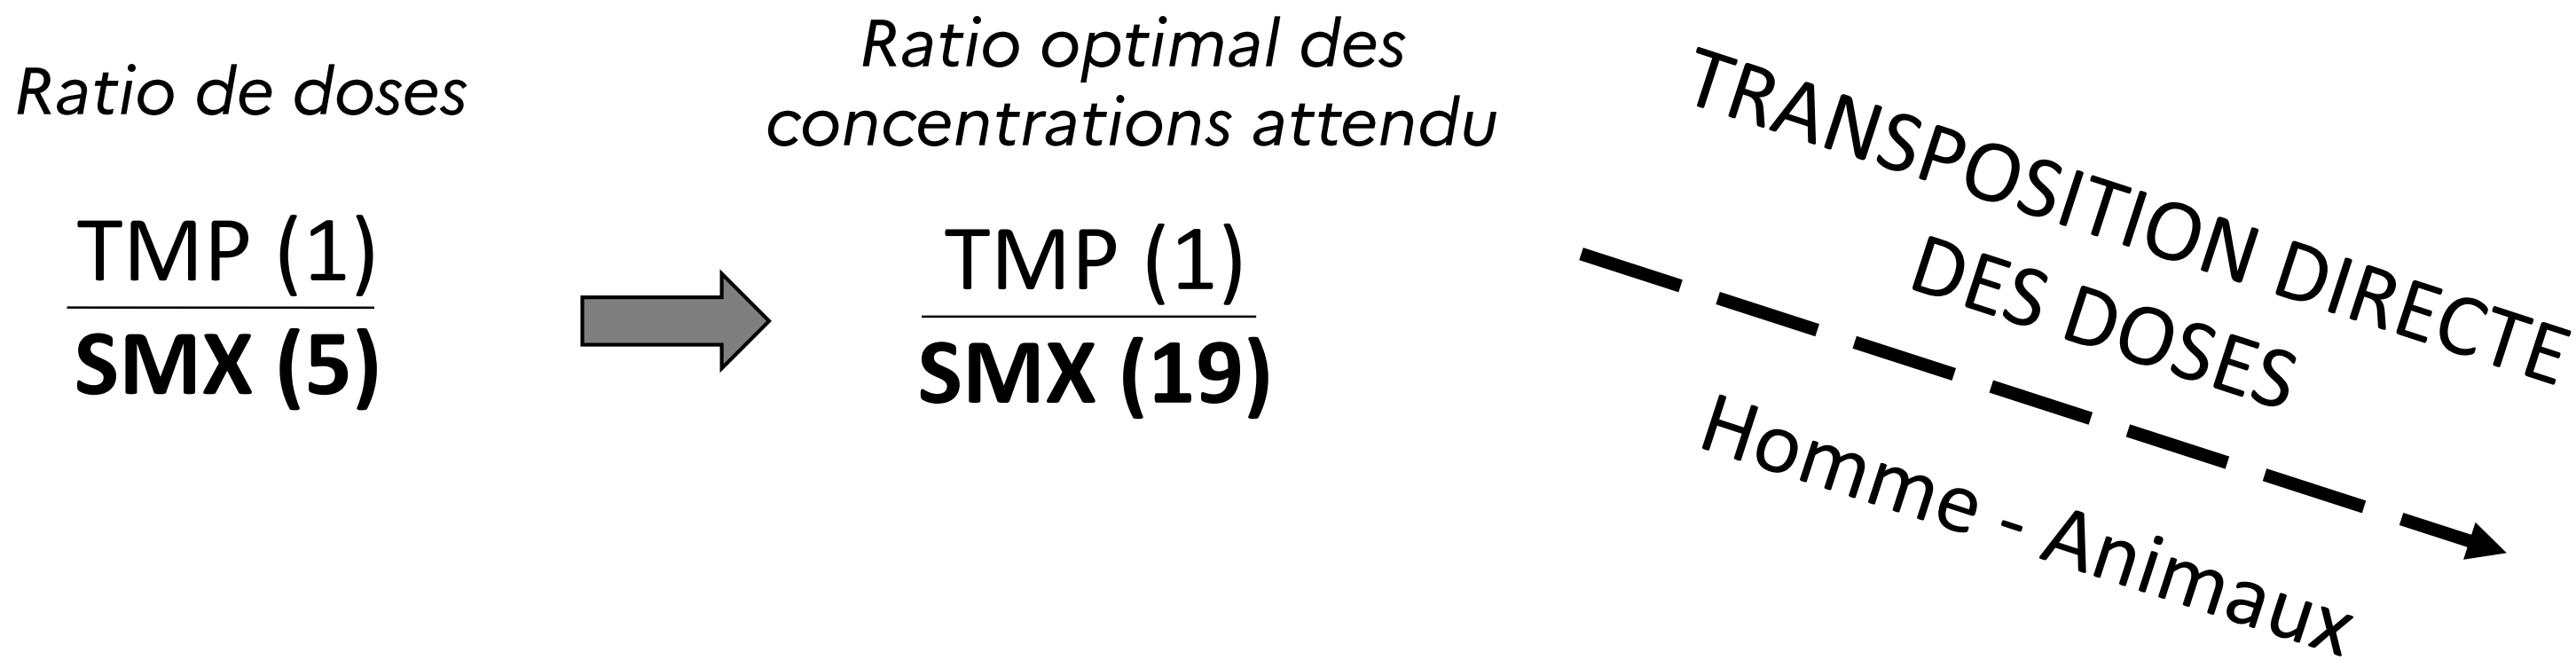 Ratio de doses
TMP (1)
SMX (5)
Ratio optimal des
concentrations attendu
TMP (1)
SMX (19)
TRANSPOSITION DIRECTE
DES DOSES
Homme - Animaux